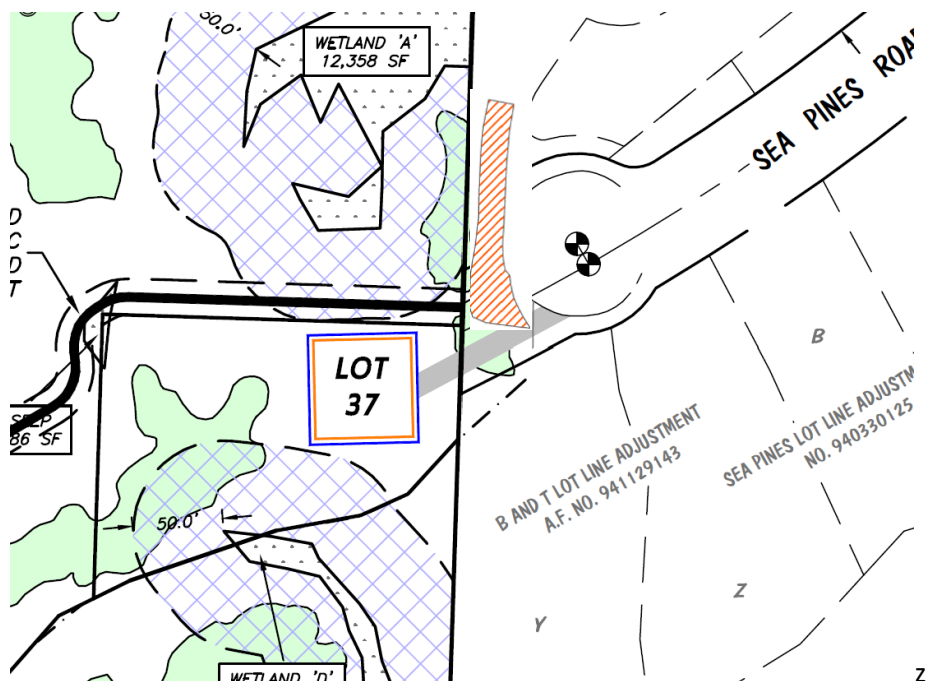 50.0'
WETLAND 'A'
12,358 SF
SEA PINES ROA
D
C
D
T
LOT
37
B
SEEP
86 SF
SEA PINES LOT LINE ADJUSTM
NO. 940330125
B AND T LOT LINE ADJUSTMENT
A.F. NO. 941129143
50.0'
Z
Y
WETLAND 'D'
Z